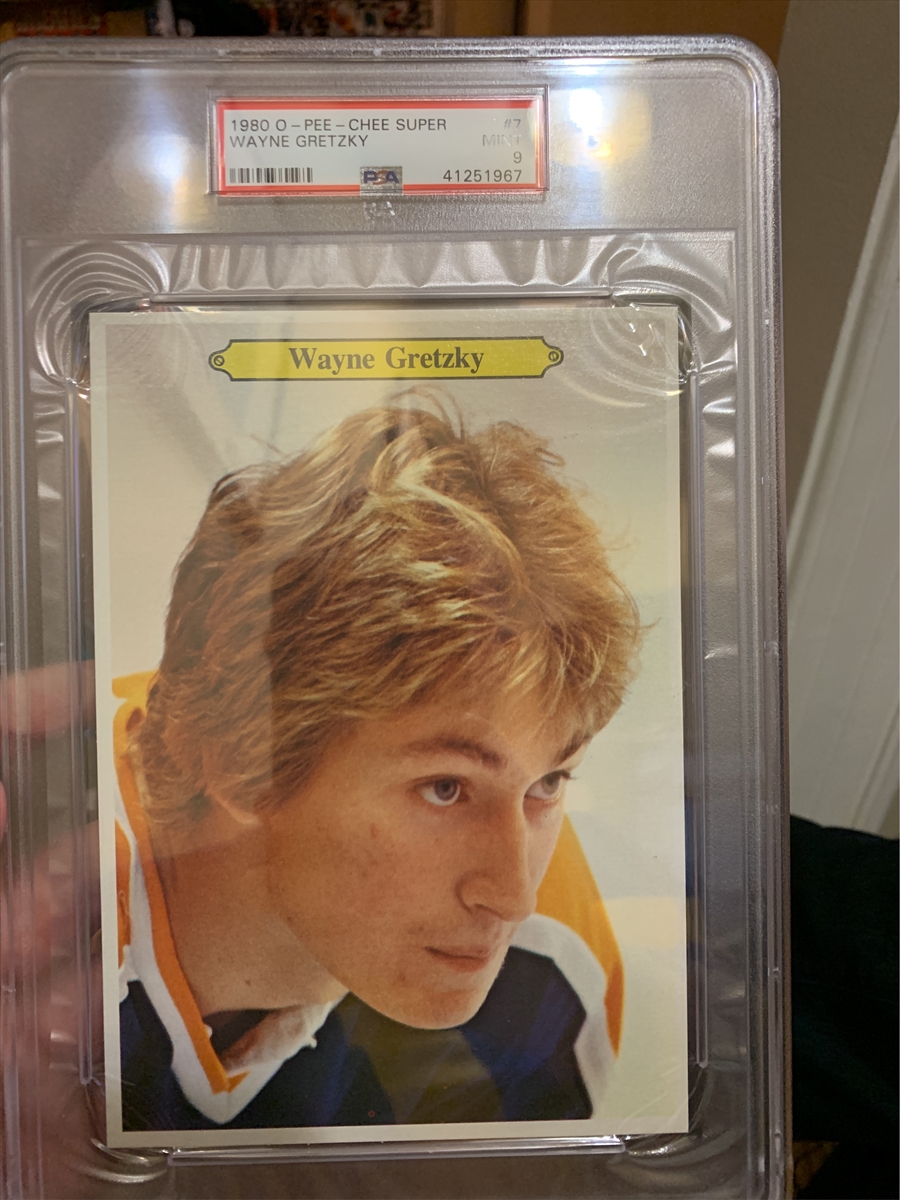 1980 O-PEE-CHEE SUPER #7
WAYNE GRETZKY MINT
9
PSA 41251967
Wayne Gretzky